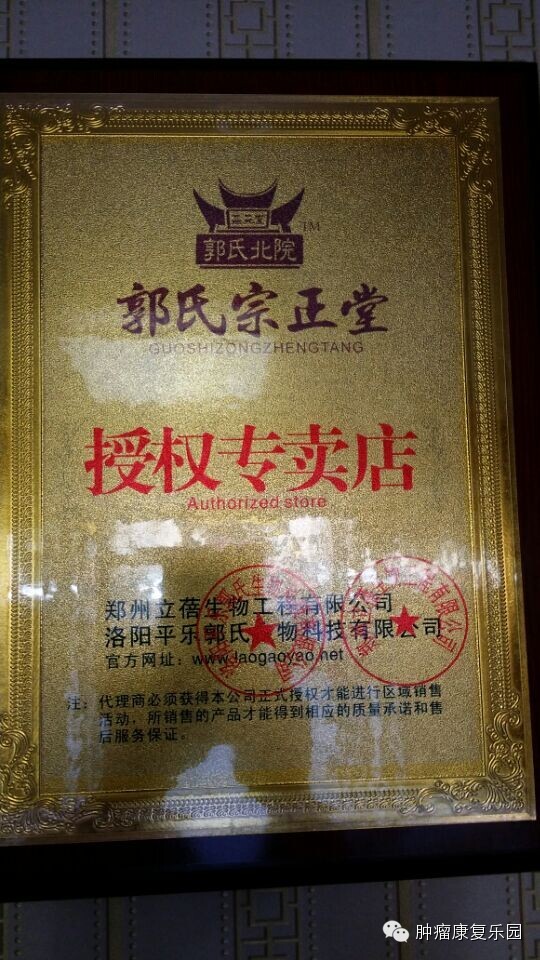 郭氏北院
TM
郭氏宗正堂
GUOSHIZONGZHENGTANG
授权专卖店
Authorized store
郑州立蓓生物工程有限公司
洛阳平乐郭氏 物科技有限公司
官方网址：www.laogaoyao.net
注：代理商必须获得本公司正式授权才能进行区域销售
活动，所销售的产品才能得到相应的质量承诺和售
后服务保证。
肿瘤康复乐园